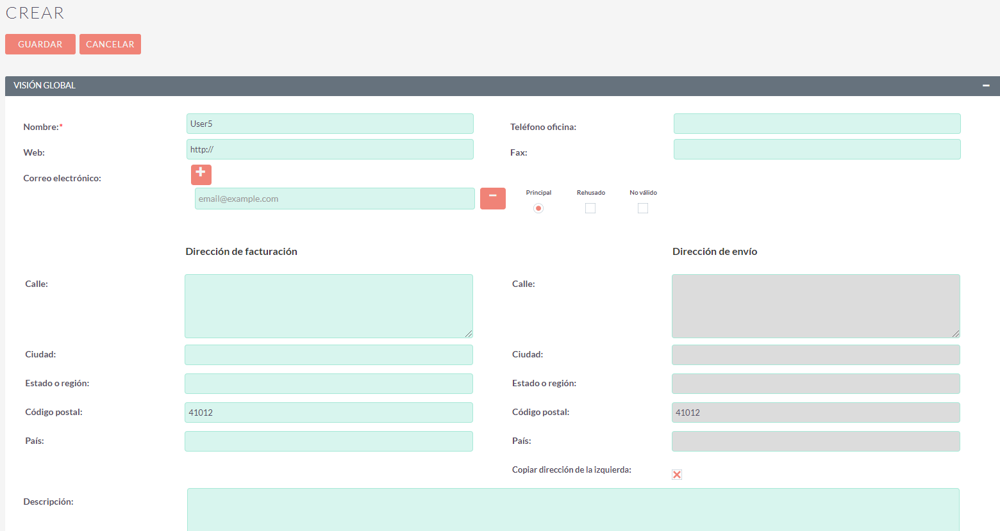 CREAR
GUARDAR CANCELAR
VISIÓN GLOBAL
Nombre:* User5 Teléfono oficina:
Web: http:// Fax:
Correo electrónico:
Principal Rehusado No válido
email@example.com
Dirección de facturación Dirección de envío
Calle: Calle:
Ciudad: Ciudad:
Estado o región: Estado o región:
Código postal: 41012 Código postal: 41012
País: País:
Copiar dirección de la izquierda:
Descripción: